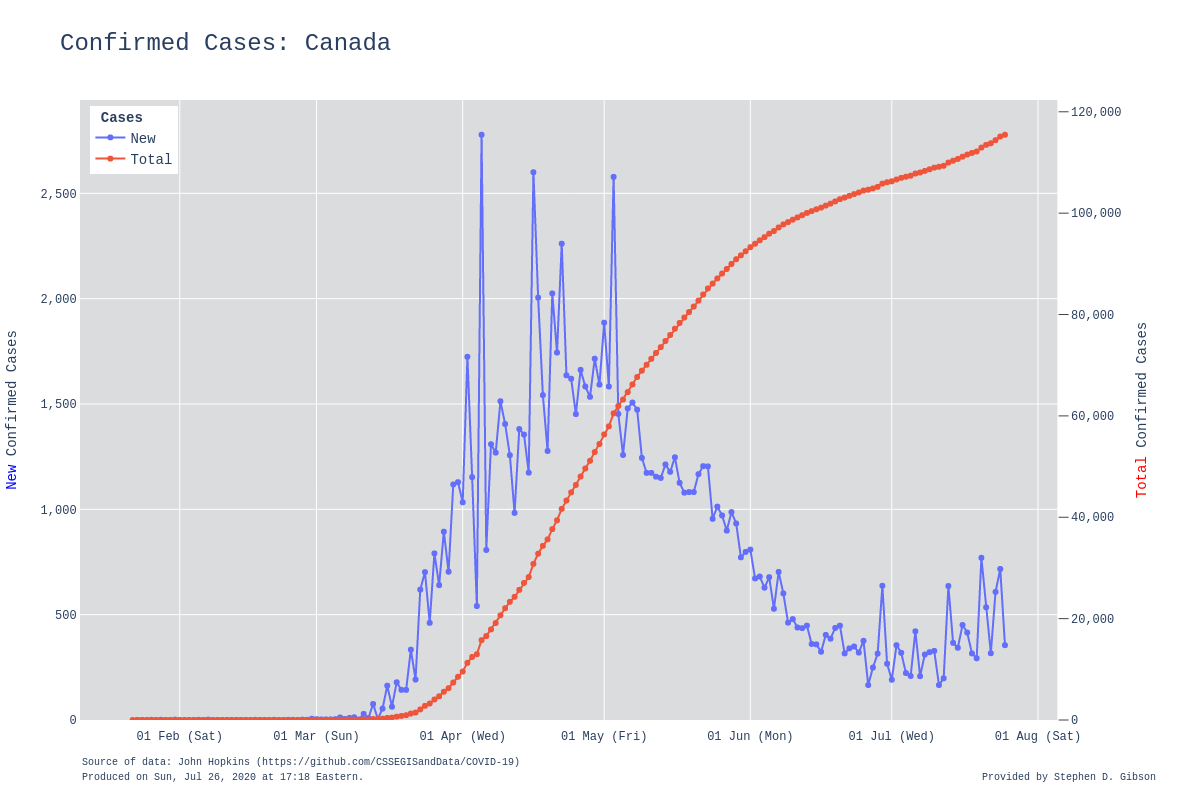 Confirmed Cases: Canada
Cases
New
Total
2,500
2,000
1,500
1,000
500
0
New Confirmed Cases
120,000
100,000
80,000
60,000
40,000
20,000
0
Total Confirmed Cases
01 Feb (Sat)
01 Mar (Sun)
01 Apr (Wed)
01 May (Fri)
01 Jun (Mon)
01 Jul (Wed)
01 Aug (Sat)
Source of data: John Hopkins (https://github.com/CSSEGISandData/COVID-19)
Produced on Sun, Jul 26, 2020 at 17:18 Eastern.
Provided by Stephen D. Gibson